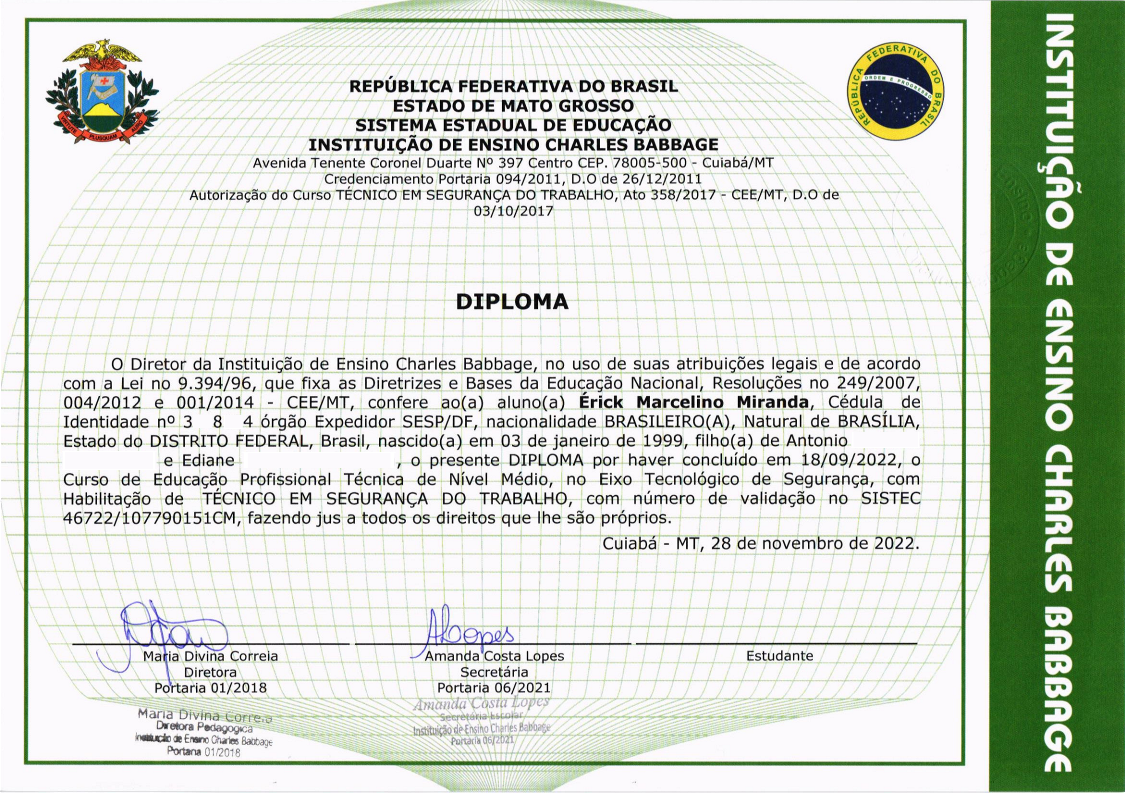 REPÚBLICA FEDERATIVA DO BRASIL
ESTADO DE MATO GROSSO
SISTEMA ESTADUAL DE EDUCAÇÃO
INSTITUIÇÃO DE ENSINO CHARLES BABBAGE
Avenida Tenente Coronel Duarte Nº 397 Centro CEP. 78005-500 - Cuiabá/MT
Credenciamento Portaria 094/2011, D.O de 26/12/2011
Autorização do Curso TÉCNICO EM SEGURANÇA DO TRABALHO, Ato 358/2017 - CEE/MT, D.O de
03/10/2017
REPÚBLICA FEDERATIVA DO BRASIL
ORDEM E PROGRESSO
DIPLOMA
O Diretor da Instituição de Ensino Charles Babbage, no uso de suas atribuições legais e de acordo
com a Lei no 9.394/96, que fixa as Diretrizes e Bases da Educação Nacional, Resoluções no 249/2007,
004/2012 e 001/2014 - CEE/MT, confere ao(a) aluno(a) Érick Marcelino Miranda, Cédula de
Identidade nº 3 8 4 órgão Expedidor SESP/DF, nacionalidade BRASILEIRO(A), Natural de BRASÍLIA,
Estado do DISTRITO FEDERAL, Brasil, nascido(a) em 03 de janeiro de 1999, filho(a) de Antonio
e Ediane , o presente DIPLOMA por haver concluído em 18/09/2022, o
Curso de Educação Profissional Técnica de Nível Médio, no Eixo Tecnológico de Segurança, com
Habilitação de TÉCNICO EM SEGURANÇA DO TRABALHO, com número de validação no SISTEC
46722/107790151CM, fazendo jus a todos os direitos que lhe são próprios.
Cuiabá - MT, 28 de novembro de 2022.
ALopes
Maria Divina Correia
Diretora
Portaria 01/2018
Amanda Costa Lopes
Secretária
Portaria 06/2021
Estudante
Maria Divina Correia
Diretora Pedagógica
Instituição de Ensino Charles Babbage
Portaria 01/2018
Amanda Costa Lopes
Secretária Escolar
Instituição de Ensino Charles Babbage
Portaria 06/2021
INSTITUIÇÃO DE ENSINO CHARLES BABBAGE